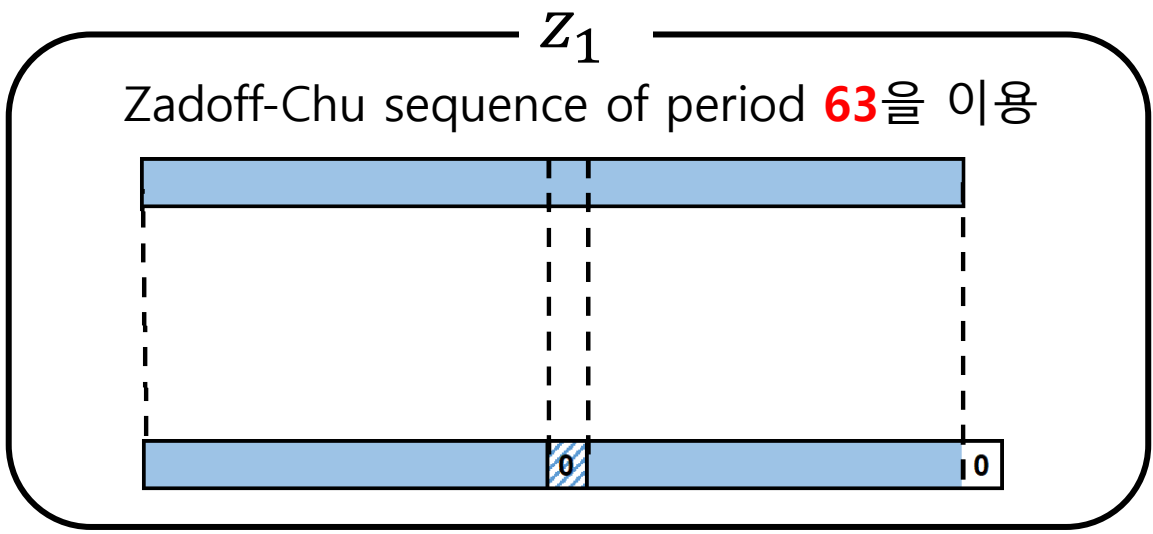 z₁
Zadoff-Chu sequence of period 63을 이용
0
0